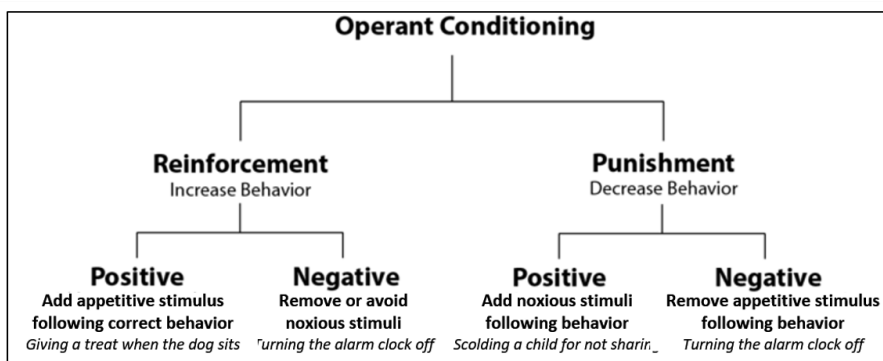 Operant Conditioning
Reinforcement
Increase Behavior
Punishment
Decrease Behavior
Positive
Add appetitive stimulus
following correct behavior
Giving a treat when the dog sits
Negative
Remove or avoid
noxious stimuli
Turning the alarm clock off
Positive
Add noxious stimuli
following behavior
Scolding a child for not sharin
Negative
Remove appetitive stimulus
following behavior
Turning the alarm clock off